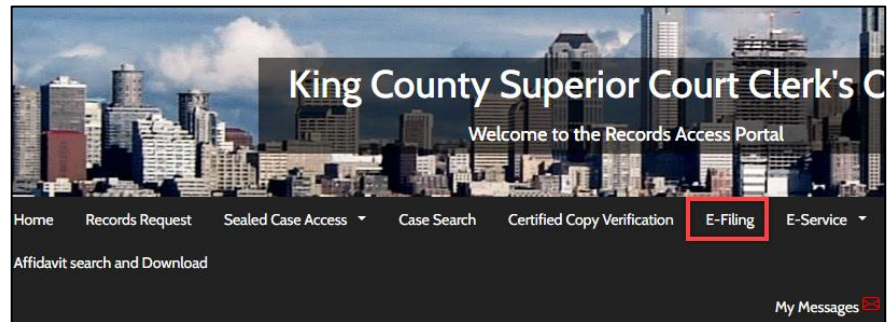 King County Superior Court Clerk's
Welcome to the Records Access Portal
Home Records Request Sealed Case Access Case Search Certified Copy Verification E-Filing E-Service
Affidavit search and Download
My Messages